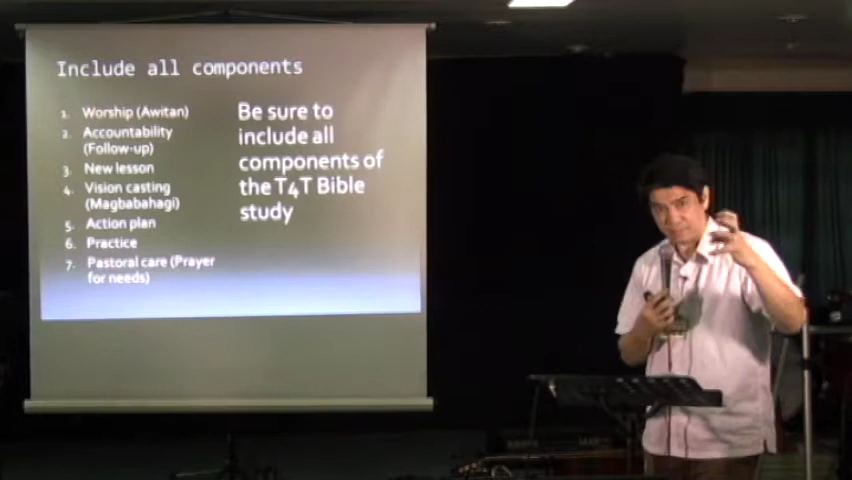 Include all components
1. Worship (Awitan)
2. Accountability
(Follow-up)
3. New lesson
4. Vision casting
(Magbabahagi)
5. Action plan
6. Practice
7. Pastoral care (Prayer
for needs)
Be sure to
include all
components of
the T4T Bible
study